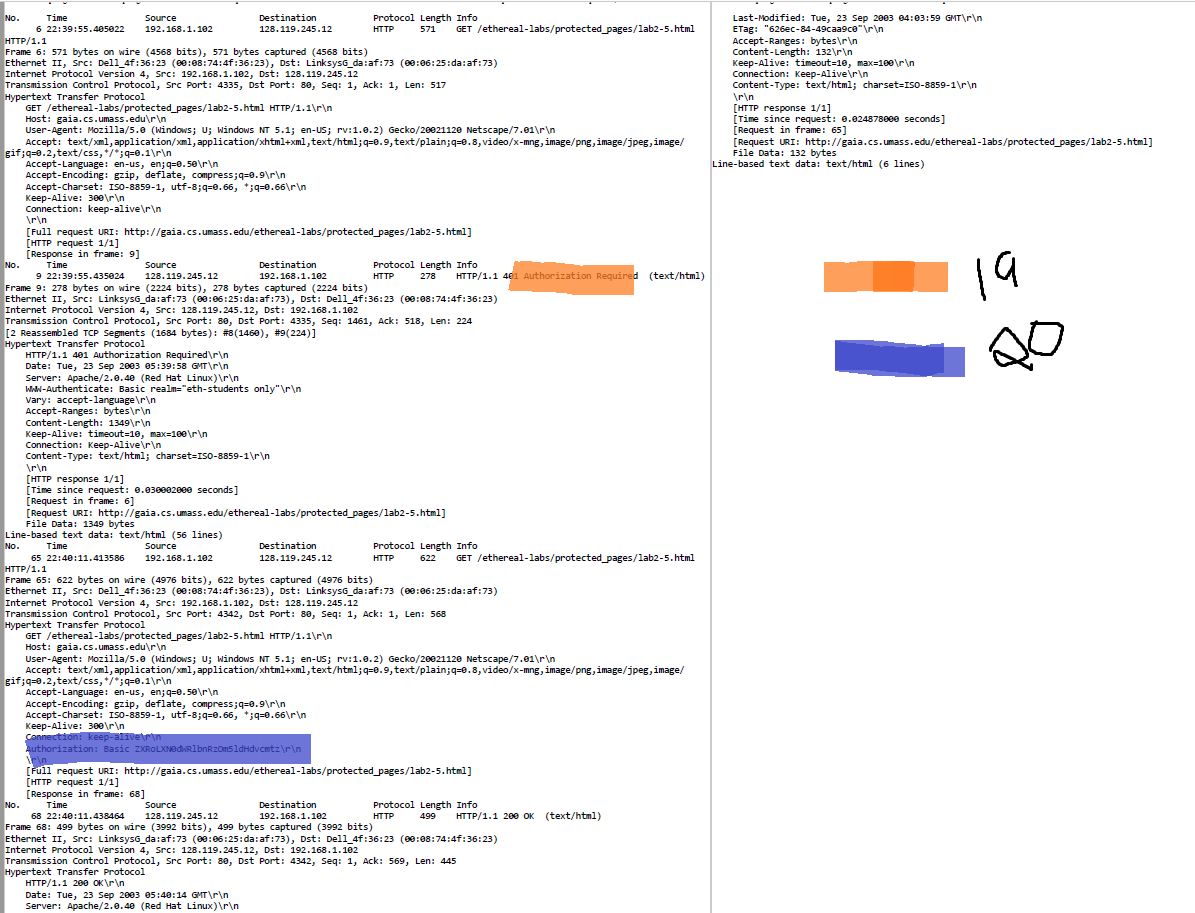 No. Time Source Destination Protocol Length Info
6 22:39:55.405022 192.168.1.102 128.119.245.12 HTTP 571 GET /ethereal-labs/protected_pages/lab2-5.html
HTTP/1.1
Frame 6: 571 bytes on wire (4568 bits), 571 bytes captured (4568 bits)
Ethernet II, Src: Dell_4f:36:23 (00:08:74:4f:36:23), Dst: LinksysG_da:af:73 (00:06:25:da:af:73)
Internet Protocol Version 4, Src: 192.168.1.102, Dst: 128.119.245.12
Transmission Control Protocol, Src Port: 4335, Dst Port: 80, Seq: 1, Ack: 1, Len: 517
Hypertext Transfer Protocol
GET /ethereal-labs/protected_pages/lab2-5.html HTTP/1.1\r\n
Host: gaia.cs.umass.edu\r\n
User-Agent: Mozilla/5.0 (Windows; U; Windows NT 5.1; en-US; rv:1.0.2) Gecko/20021120 Netscape/7.01\r\n
Accept: text/xml,application/xml,application/xhtml+xml,text/html;q=0.9,text/plain;q=0.8,video/x-mng,image/png,image/jpeg,image/
gif;q=0.2,text/css,*/*;q=0.1\r\n
Accept-Language: en-us, en;q=0.50\r\n
Accept-Encoding: gzip, deflate, compress;q=0.9\r\n
Accept-Charset: ISO-8859-1, utf-8;q=0.66, *;q=0.66\r\n
Keep-Alive: 300\r\n
Connection: keep-alive\r\n
\r\n
[Full request URI: http://gaia.cs.umass.edu/ethereal-labs/protected_pages/lab2-5.html]
[HTTP request 1/1]
[Response in frame: 9]
No. Time Source Destination Protocol Length Info
9 22:39:55.435024 128.119.245.12 192.168.1.102 HTTP 278 HTTP/1.1 401 Authorization Required (text/html)
Frame 9: 278 bytes on wire (2224 bits), 278 bytes captured (2224 bits)
Ethernet II, Src: LinksysG_da:af:73 (00:06:25:da:af:73), Dst: Dell_4f:36:23 (00:08:74:4f:36:23)
Internet Protocol Version 4, Src: 128.119.245.12, Dst: 192.168.1.102
Transmission Control Protocol, Src Port: 80, Dst Port: 4335, Seq: 1461, Ack: 518, Len: 224
[2 Reassembled TCP Segments (1684 bytes): #8(1460), #9(224)]
Hypertext Transfer Protocol
HTTP/1.1 401 Authorization Required\r\n
Date: Tue, 23 Sep 2003 05:39:58 GMT\r\n
Server: Apache/2.0.40 (Red Hat Linux)\r\n
WWW-Authenticate: Basic realm="eth-students only"\r\n
Vary: accept-language\r\n
Accept-Ranges: bytes\r\n
Content-Length: 1349\r\n
Keep-Alive: timeout=10, max=100\r\n
Connection: Keep-Alive\r\n
Content-Type: text/html; charset=ISO-8859-1\r\n
\r\n
[HTTP response 1/1]
[Time since request: 0.030002000 seconds]
[Request in frame: 6]
[Request URI: http://gaia.cs.umass.edu/ethereal-labs/protected_pages/lab2-5.html]
File Data: 1349 bytes
Line-based text data: text/html (56 lines)
No. Time Source Destination Protocol Length Info
65 22:40:11.413586 192.168.1.102 128.119.245.12 HTTP 622 GET /ethereal-labs/protected_pages/lab2-5.html
HTTP/1.1
Frame 65: 622 bytes on wire (4976 bits), 622 bytes captured (4976 bits)
Ethernet II, Src: Dell_4f:36:23 (00:08:74:4f:36:23), Dst: LinksysG_da:af:73 (00:06:25:da:af:73)
Internet Protocol Version 4, Src: 192.168.1.102, Dst: 128.119.245.12
Transmission Control Protocol, Src Port: 4342, Dst Port: 80, Seq: 1, Ack: 1, Len: 568
Hypertext Transfer Protocol
GET /ethereal-labs/protected_pages/lab2-5.html HTTP/1.1\r\n
Host: gaia.cs.umass.edu\r\n
User-Agent: Mozilla/5.0 (Windows; U; Windows NT 5.1; en-US; rv:1.0.2) Gecko/20021120 Netscape/7.01\r\n
Accept: text/xml,application/xml,application/xhtml+xml,text/html;q=0.9,text/plain;q=0.8,video/x-mng,image/png,image/jpeg,image/
gif;q=0.2,text/css,*/*;q=0.1\r\n
Accept-Language: en-us, en;q=0.50\r\n
Accept-Encoding: gzip, deflate, compress;q=0.9\r\n
Accept-Charset: ISO-8859-1, utf-8;q=0.66, *;q=0.66\r\n
Keep-Alive: 300\r\n
Connection: keep-alive\r\n
Authorization: Basic ZXRoLXN0dWRlbnRzOm5ldHdvcmtz\r\n
\r\n
[Full request URI: http://gaia.cs.umass.edu/ethereal-labs/protected_pages/lab2-5.html]
[HTTP request 1/1]
[Response in frame: 68]
No. Time Source Destination Protocol Length Info
68 22:40:11.438464 128.119.245.12 192.168.1.102 HTTP 499 HTTP/1.1 200 OK (text/html)
Frame 68: 499 bytes on wire (3992 bits), 499 bytes captured (3992 bits)
Ethernet II, Src: LinksysG_da:af:73 (00:06:25:da:af:73), Dst: Dell_4f:36:23 (00:08:74:4f:36:23)
Internet Protocol Version 4, Src: 128.119.245.12, Dst: 192.168.1.102
Transmission Control Protocol, Src Port: 80, Dst Port: 4342, Seq: 1, Ack: 569, Len: 445
Hypertext Transfer Protocol
HTTP/1.1 200 OK\r\n
Date: Tue, 23 Sep 2003 05:40:14 GMT\r\n
Server: Apache/2.0.40 (Red Hat Linux)\r\n
Last-Modified: Tue, 23 Sep 2003 04:03:59 GMT\r\n
ETag: "626ec-84-49caa9c0"\r\n
Accept-Ranges: bytes\r\n
Content-Length: 132\r\n
Keep-Alive: timeout=10, max=100\r\n
Connection: Keep-Alive\r\n
Content-Type: text/html; charset=ISO-8859-1\r\n
\r\n
[HTTP response 1/1]
[Time since request: 0.024878000 seconds]
[Request in frame: 65]
[Request URI: http://gaia.cs.umass.edu/ethereal-labs/protected_pages/lab2-5.html]
File Data: 132 bytes
Line-based text data: text/html (6 lines)
19
20